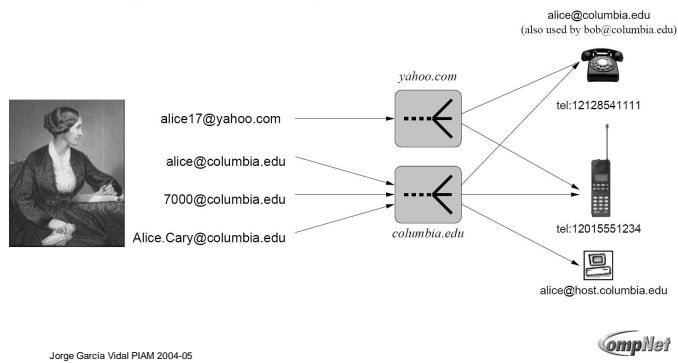 alice@columbia.edu
(also used by bob@columbia.edu)
yahoo.com
tel:12128541111
alice17@yahoo.com
alice@columbia.edu
7000@columbia.edu
Alice.Cary@columbia.edu
columbia.edu
tel:12015551234
alice@host.columbia.edu
Jorge García Vidal PIAM 2004-05
CompNet